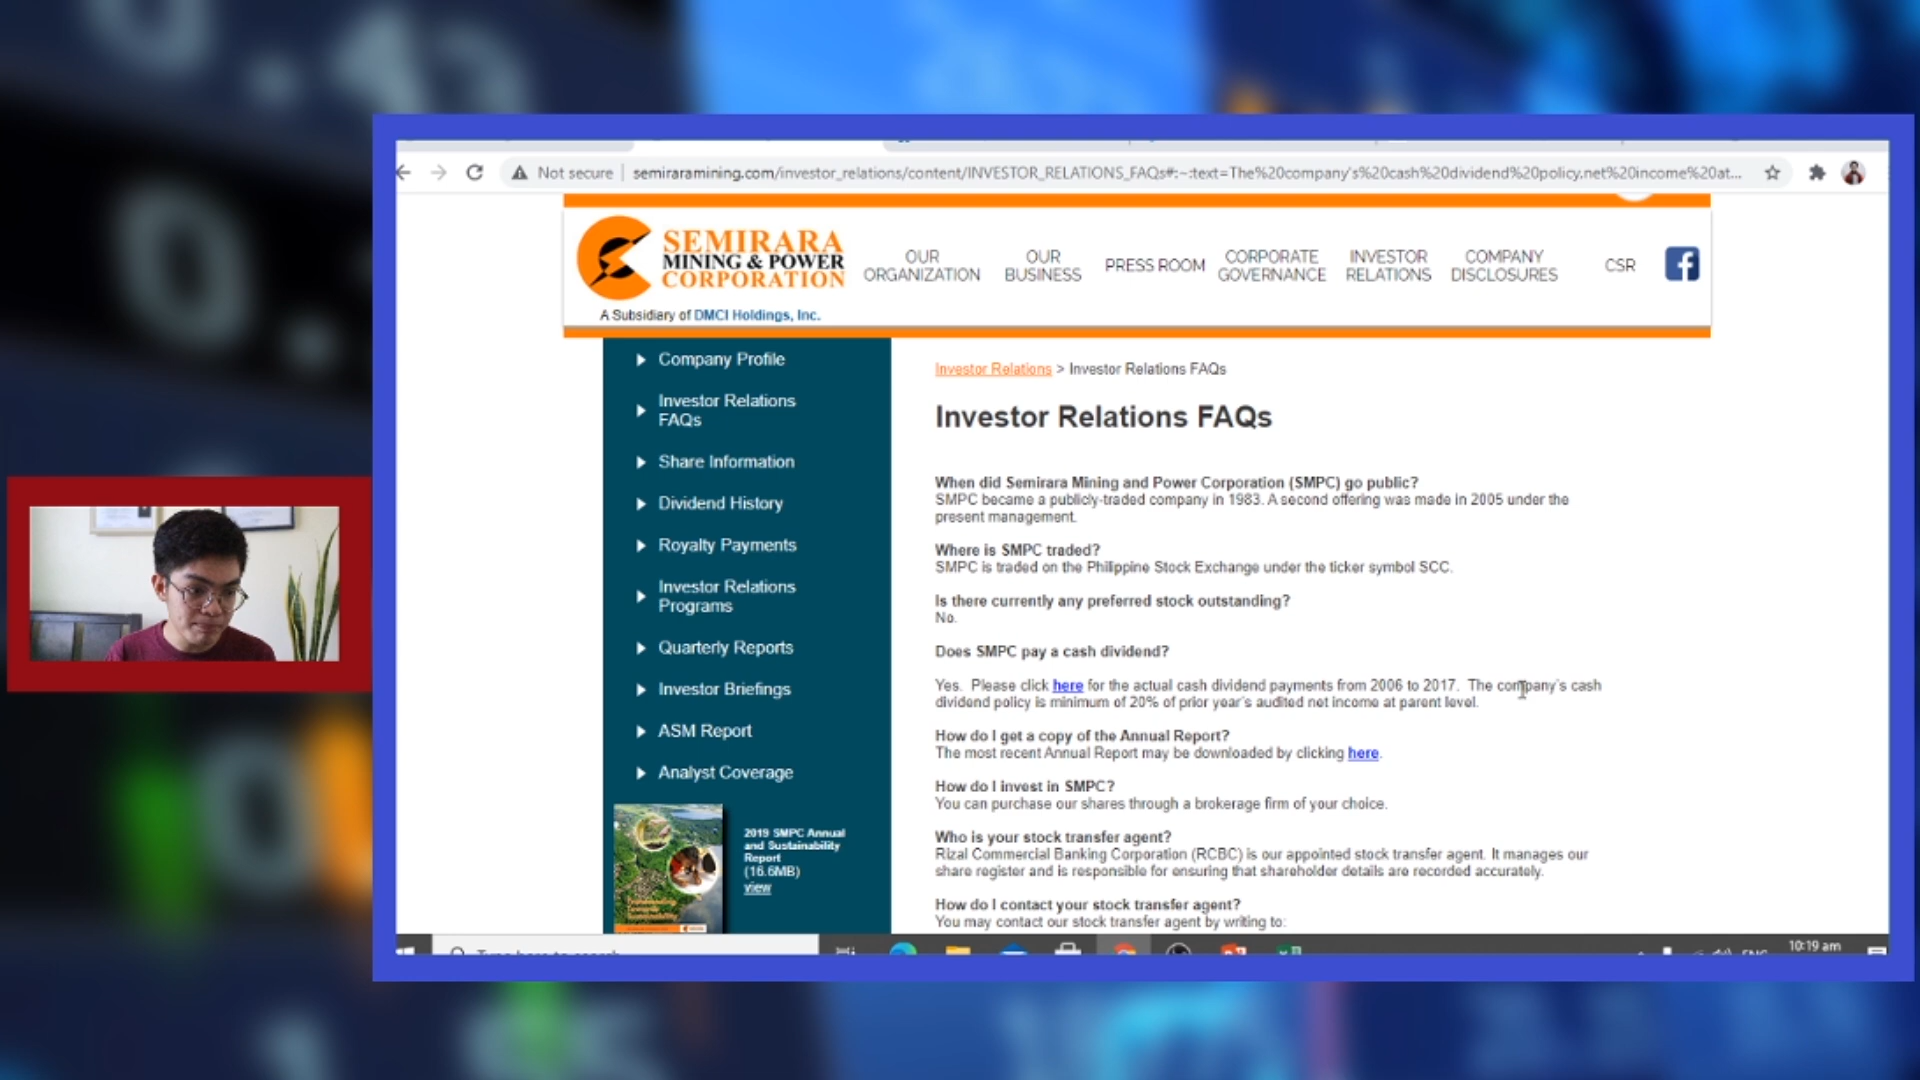 Not secure | semiraramining.com/investor_relations/content/INVESTOR_RELATIONS_FAQs#:~:text=The%20company's%20cash%20dividend%20policy.net%20income%20at...
SEMIRARA
MINING & POWER
CORPORATION
A Subsidiary of DMCI Holdings, Inc.
OUR ORGANIZATION
OUR BUSINESS
PRESS ROOM
CORPORATE GOVERNANCE
INVESTOR RELATIONS
COMPANY DISCLOSURES
CSR
Company Profile
Investor Relations
FAQs
Share Information
Dividend History
Royalty Payments
Investor Relations
Programs
Quarterly Reports
Investor Briefings
ASM Report
Analyst Coverage
2019 SMPC Annual
and Sustainability
Report
(16.6MB)
view
Investor Relations > Investor Relations FAQs
Investor Relations FAQs
When did Semirara Mining and Power Corporation (SMPC) go public?
SMPC became a publicly-traded company in 1983. A second offering was made in 2005 under the
present management.
Where is SMPC traded?
SMPC is traded on the Philippine Stock Exchange under the ticker symbol SCC.
Is there currently any preferred stock outstanding?
No.
Does SMPC pay a cash dividend?
Yes. Please click here for the actual cash dividend payments from 2006 to 2017. The company's cash
dividend policy is minimum of 20% of prior year's audited net income at parent level.
How do I get a copy of the Annual Report?
The most recent Annual Report may be downloaded by clicking here.
How do I invest in SMPC?
You can purchase our shares through a brokerage firm of your choice.
Who is your stock transfer agent?
Rizal Commercial Banking Corporation (RCBC) is our appointed stock transfer agent. It manages our
share register and is responsible for ensuring that shareholder details are recorded accurately.
How do I contact your stock transfer agent?
You may contact our stock transfer agent by writing to:
10:19 am